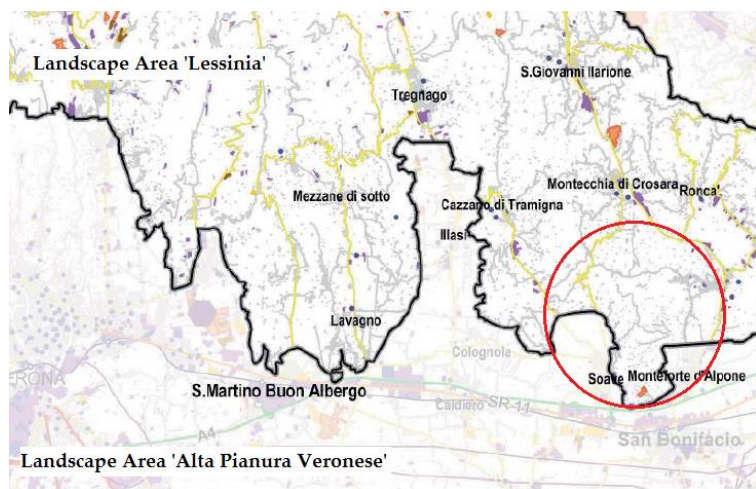 Landscape Area 'Lessinia'
S.Giovanni Ilarione
Tregnago
Montecchia di Crosara
Ronca'
Mezzane di sotto
Cazzano di Tramigna
Illasi
Lavagno
Colognola
Soave
Monteforte d'Alpone
S.Martino Buon Albergo
Caldiero
SR 11
A4
San Bonifacio
Landscape Area 'Alta Pianura Veronese'